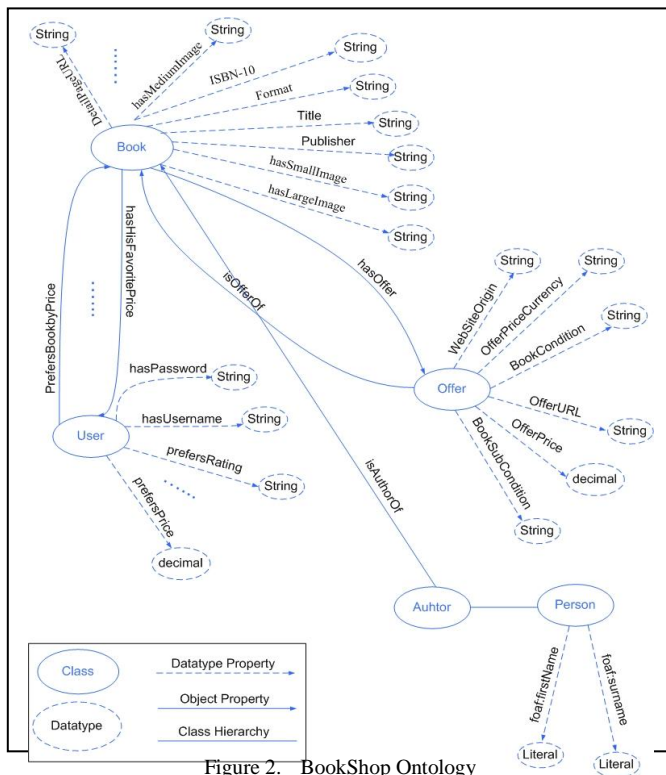 String
String
String
DetailPageURL
hasMediumImage
ISBN-10
Format
String
Title
String
Publisher
String
Book
hasSmallImage
String
hasLargeImage
String
PrefersBookbyPrice
hasHisFavoritePrice
isOfferOf
hasOffer
String
String
WebSiteOrigin
OfferPriceCurrency
BookCondition
String
hasPassword
String
Offer
OfferURL
String
hasUsername
String
User
OfferPrice
decimal
prefersRating
String
BookSubCondition
String
prefersPrice
decimal
isAuthorOf
Auhtor
Person
foaf:firstName
foaf:surname
Literal
Literal
Class
Datatype Property
Object Property
Datatype
Class Hierarchy
Figure 2. BookShop Ontology